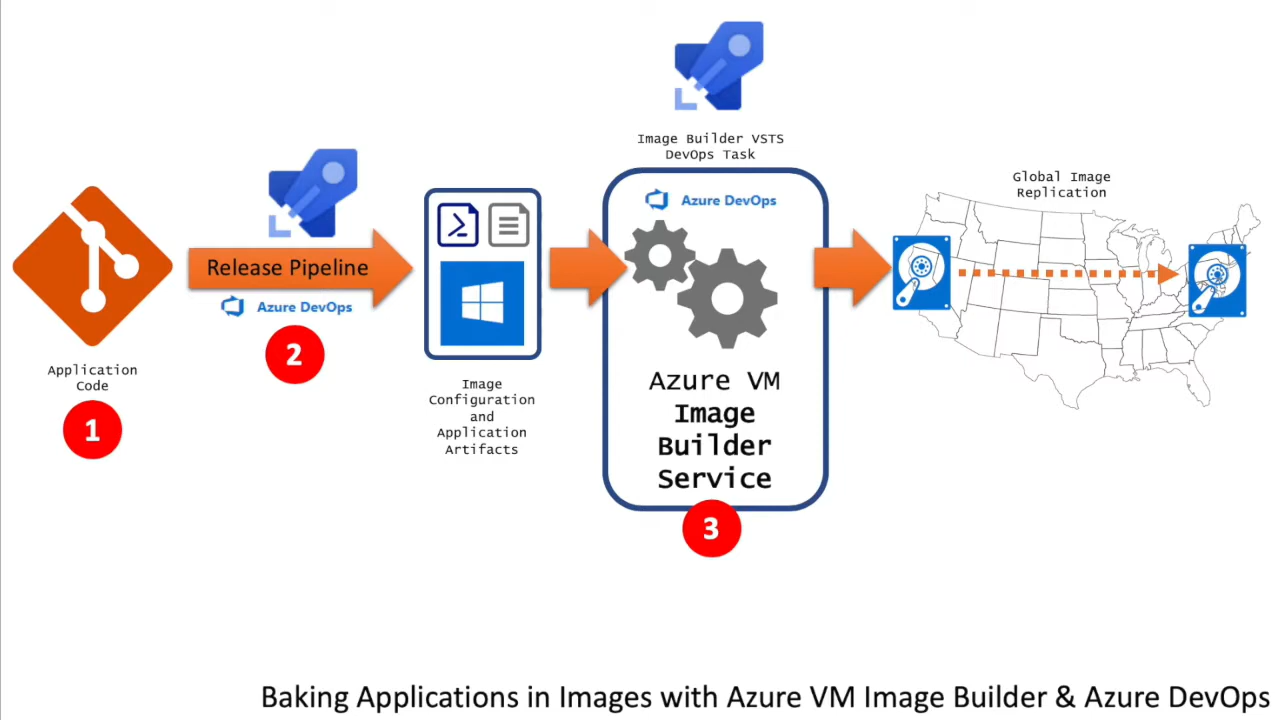 Image Builder VSTS
DevOps Task
Azure DevOps
Global Image
Replication
Release Pipeline
Azure DevOps
Application
Code
1
2
Image
Configuration
and
Application
Artifacts
Azure VM
Image
Builder
Service
3
Baking Applications in Images with Azure VM Image Builder & Azure DevOps